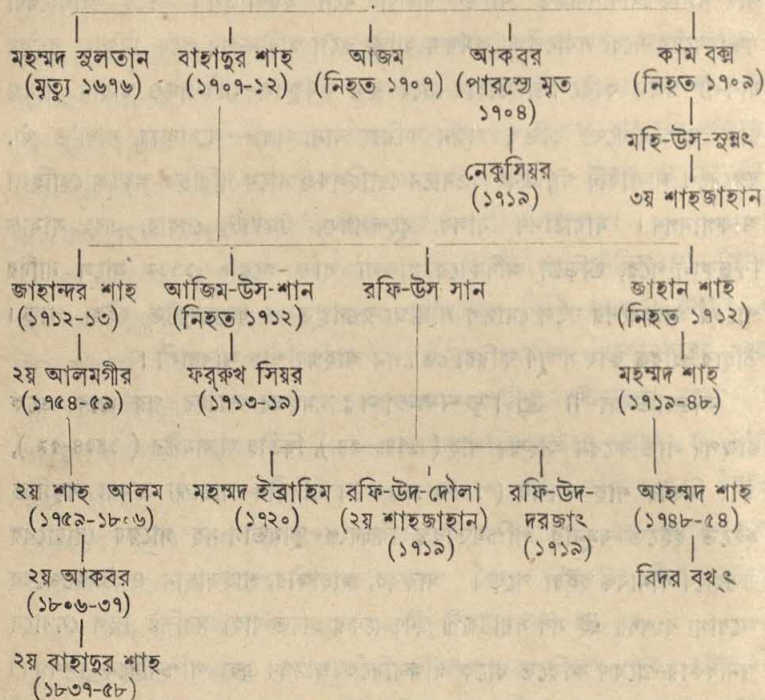 মহম্মদ সুলতান বাহাদুর শাহ আজম আকবর কাম বক্স
(মৃত্যু ১৬৭৬) (১৭০৭-১২) (নিহত ১৭০৭) (পারস্যে মৃত (নিহত ১৭০৯)
১৭০৪)
মহি-উস-সুন্নৎ
নেকুসিয়র
(১৭১৯) ৩য় শাহজাহান
জাহান্দর শাহ আজিম-উস-শান রফি-উস সান জাহান শাহ
(১৭১২-১৩) (নিহত ১৭১২) (নিহত ১৭১২)
২য় আলমগীর ফর্‌রুখ সিয়র মহম্মদ শাহ
(১৭৫৪-৫৯) (১৭১৩-১৯) (১৭১৯-৪৮)
২য় শাহ আলম মহম্মদ ইব্রাহিম রফি-উদ-দৌলা রফি-উদ- আহম্মদ শাহ
(১৭৫৯-১৮০৬) (১৭২০) (২য় শাহজাহান) দরজাৎ (১৭৪৮-৫৪)
(১৭১৯) (১৭১৯)
২য় আকবর বিদর বখৎ
(১৮০৬-৩৭)
২য় বাহাদুর শাহ
(১৮৩৭-৫৮)